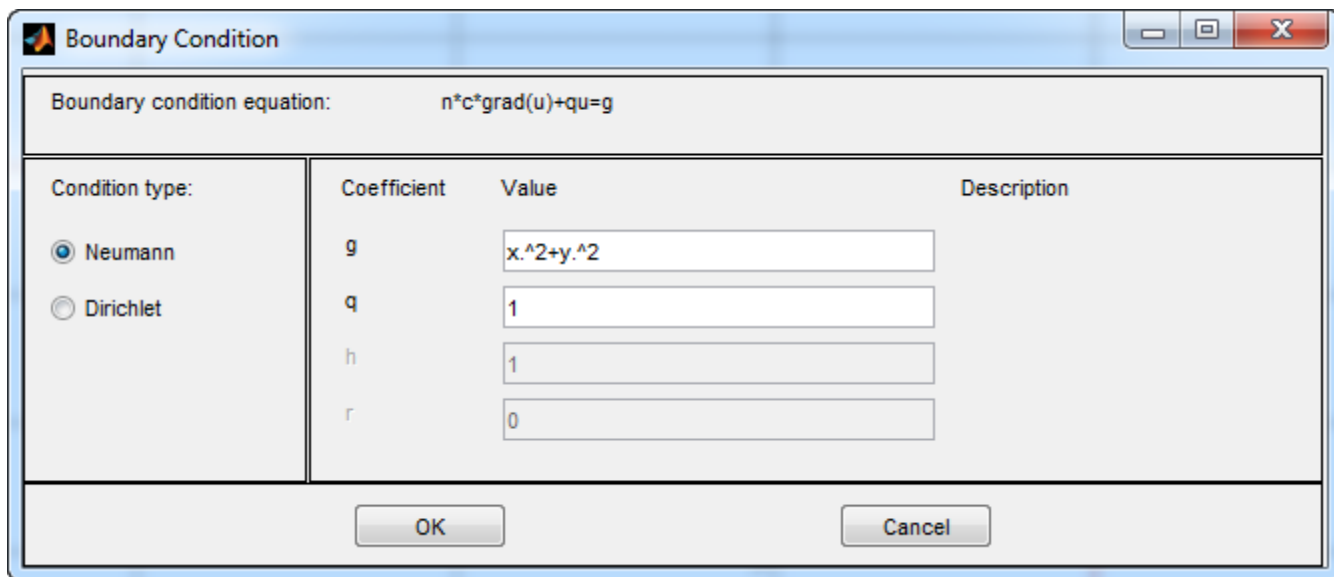 Boundary Condition
Boundary condition equation: n*c*grad(u)+qu=g
Condition type:
Neumann
Dirichlet
Coefficient Value Description
g x.^2+y.^2
q 1
h 1
r 0
OK Cancel